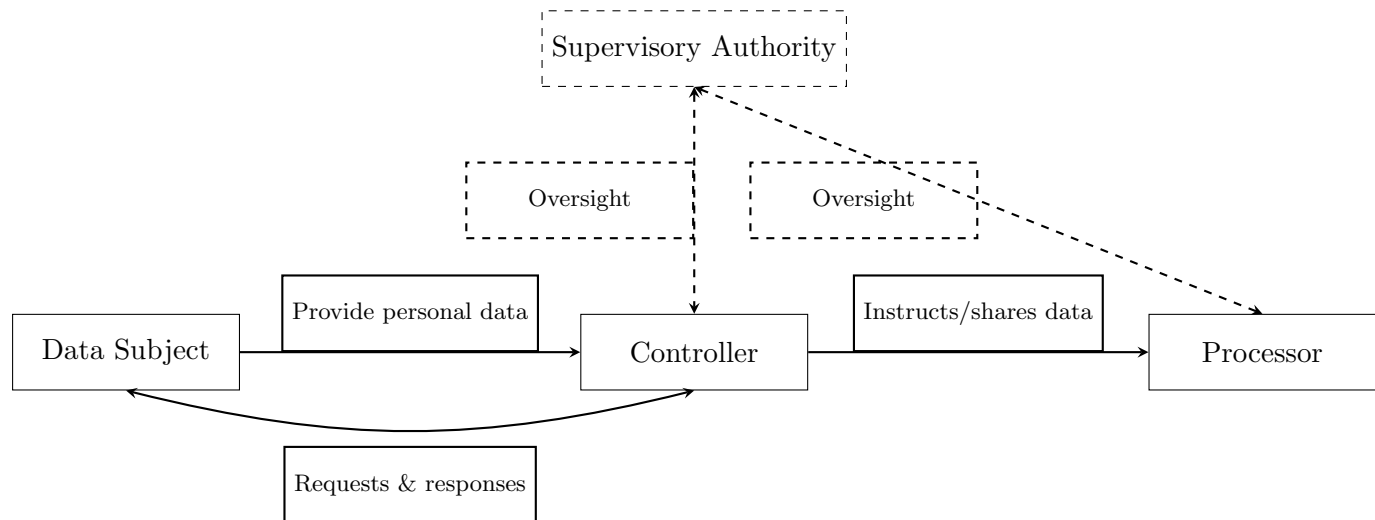 Supervisory Authority
Oversight
Oversight
Provide personal data
Instructs/shares data
Data Subject
Controller
Processor
Requests & responses